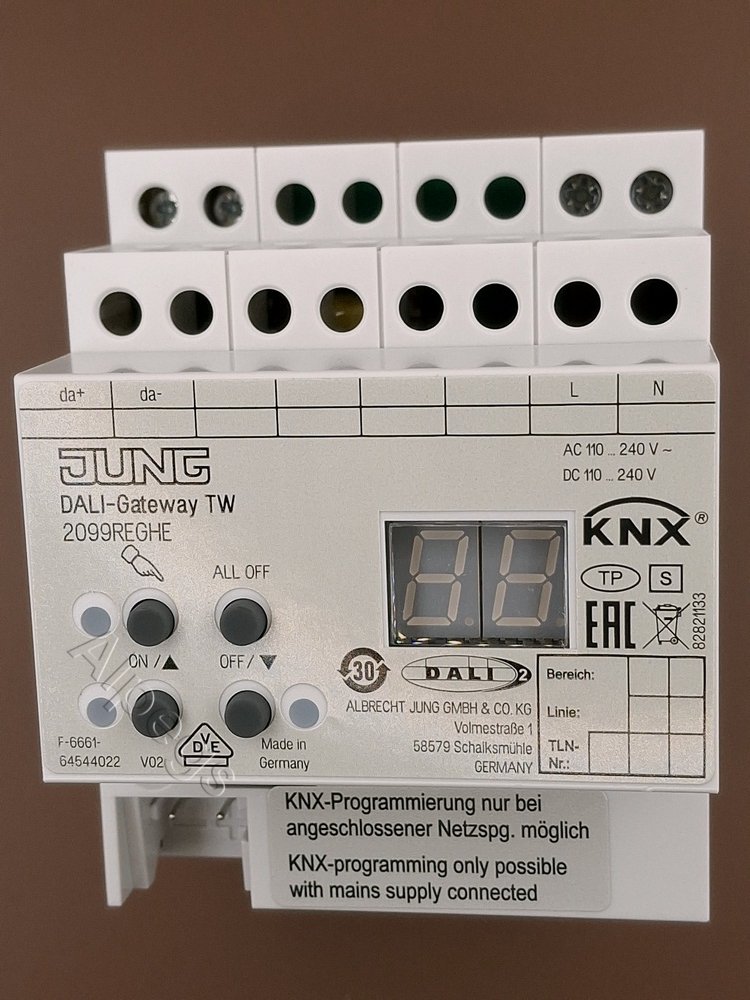 da+ da- L N
JUNG
AC 110 ... 240 V ~
DC 110 ... 240 V
DALI-Gateway TW
2099REGHE
KNX®
ALL OFF
TP S
ON /▲ OFF/ ▼
EAC
82821133
30
DALI 2
Bereich:
ALBRECHT JUNG GMBH & CO. KG
Volmestraße 1
58579 Schalksmühle
GERMANY
Linie:
TLN-
Nr.:
F-6661-
64544022 V02
VDE
Made in
Germany
KNX-Programmierung nur bei
angeschlossener Netzspg. möglich
KNX-programming only possible
with mains supply connected